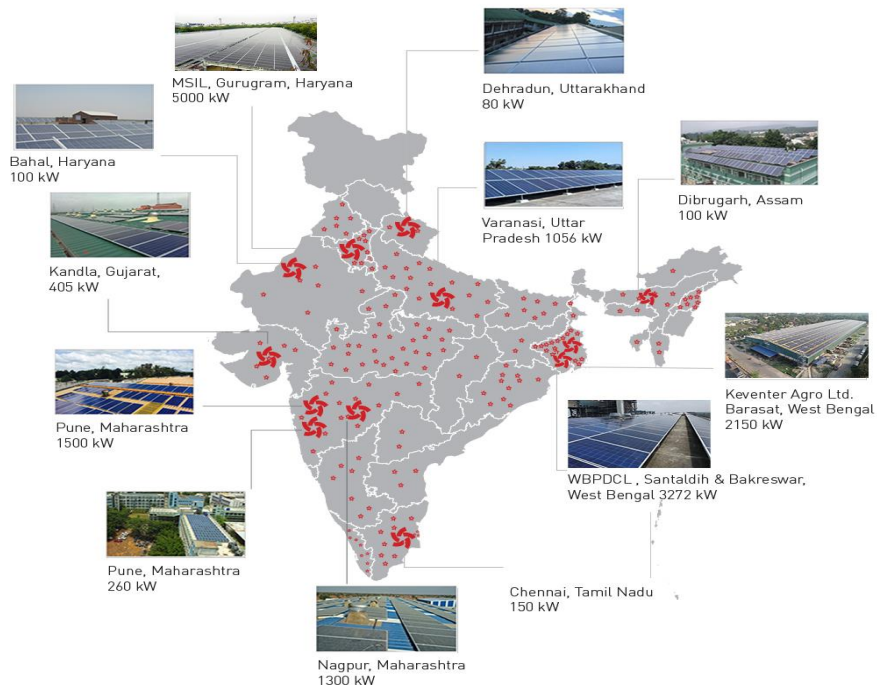 MSIL, Gurugram, Haryana
5000 kW
Dehradun, Uttarakhand
80 kW
Bahal, Haryana
100 kW
Varanasi, Uttar
Pradesh 1056 kW
Dibrugarh, Assam
100 kW
Kandla, Gujarat,
405 kW
Keventer Agro Ltd.
Barasat, West Bengal
2150 kW
Pune, Maharashtra
1500 kW
WBPDCL , Santaldih & Bakreswar,
West Bengal 3272 kW
Pune, Maharashtra
260 kW
Chennai, Tamil Nadu
150 kW
Nagpur, Maharashtra
1300 kW